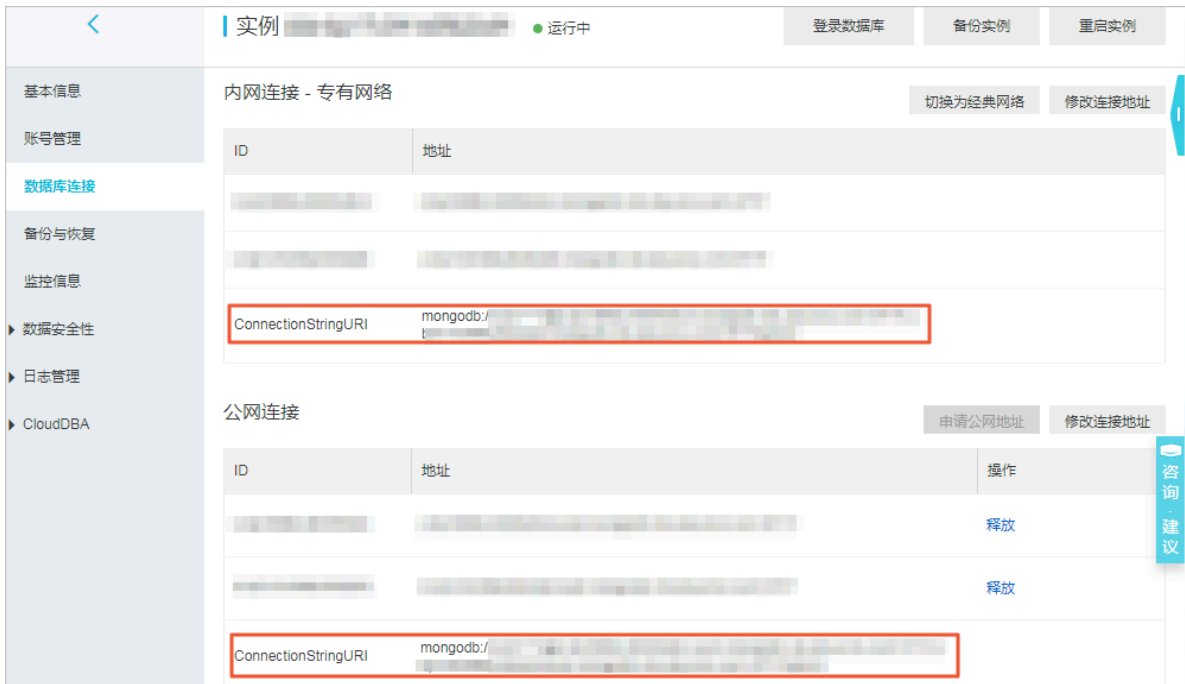 实例
运行中
登录数据库
备份实例
重启实例
基本信息
账号管理
数据库连接
备份与恢复
监控信息
数据安全性
日志管理
CloudDBA
内网连接 - 专有网络
切换为经典网络
修改连接地址
ID
地址
ConnectionStringURI
mongodb:/
公网连接
申请公网地址
修改连接地址
ID
地址
操作
释放
释放
ConnectionStringURI
mongodb:/
咨询·建议